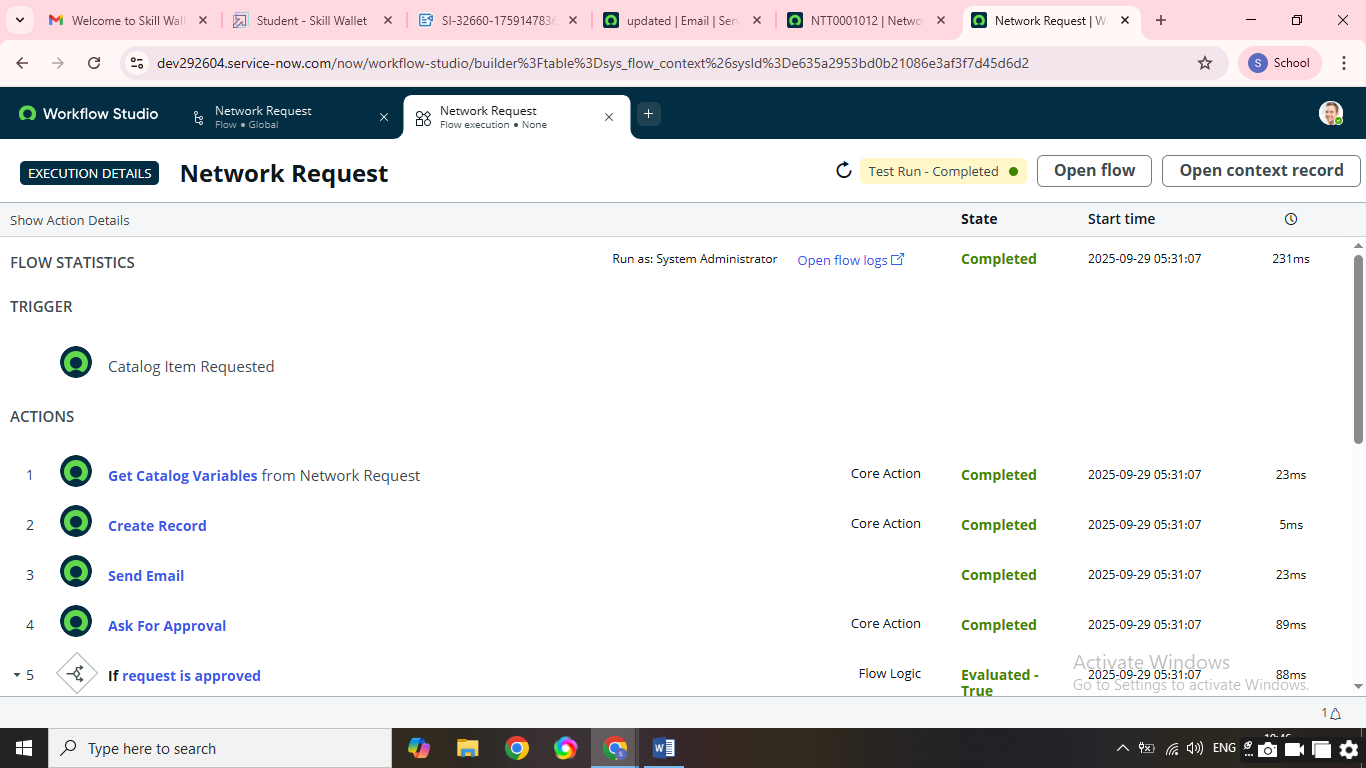 Welcome to Skill Wall
Student - Skill Wallet
SI-32660-1759147836
updated | Email | Serv
NTT0001012 | Netwo
Network Request | W
dev292604.service-now.com/now/workflow-studio/builder%3Ftable%3Dsys_flow_context%26sysId%3De635a2953bd0b21086e3af3f7d45d6d2
S
School
Workflow Studio
Network Request
Flow • Global
Network Request
Flow execution • None
EXECUTION DETAILS
Network Request
Test Run - Completed
Open flow
Open context record
Show Action Details
State
Start time
FLOW STATISTICS
Run as: System Administrator
Open flow logs
Completed
2025-09-29 05:31:07
231ms
TRIGGER
Catalog Item Requested
ACTIONS
1 Get Catalog Variables from Network Request Core Action Completed 2025-09-29 05:31:07 23ms
2 Create Record Core Action Completed 2025-09-29 05:31:07 5ms
3 Send Email Completed 2025-09-29 05:31:07 23ms
4 Ask For Approval Core Action Completed 2025-09-29 05:31:07 89ms
5 If request is approved Flow Logic Evaluated - True 2025-09-29 05:31:07 88ms
Activate Windows
Go to Settings to activate Windows.
1
Type here to search
ENG